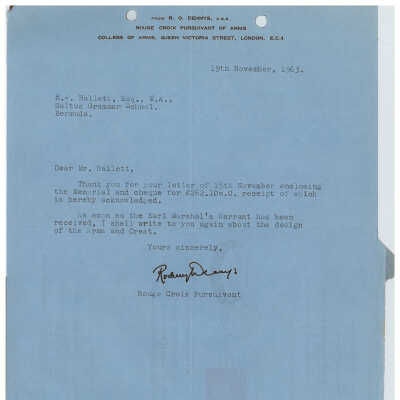 FROM R. O. DENNYS, O.B.E.
ROUGE CROIX PURSUIVANT OF ARMS
COLLEGE OF ARMS, QUEEN VICTORIA STREET, LONDON, E.C.4
19th November, 1963.
Hallett, Esq., M.A.,
Saltus Grammar School,
Bermuda.
Dear Mr. Hallett,
Thank you for your letter of 15th November enclosing
the Memorial and cheque for £262.10s.0. receipt of which
is hereby acknowledged.
As soon as the Earl Marshal's Warrant has been
received, I shall write to you again about the design
of the Arms and Crest.
Yours sincerely,
Rodney Dennys
Rouge Croix Pursuivant